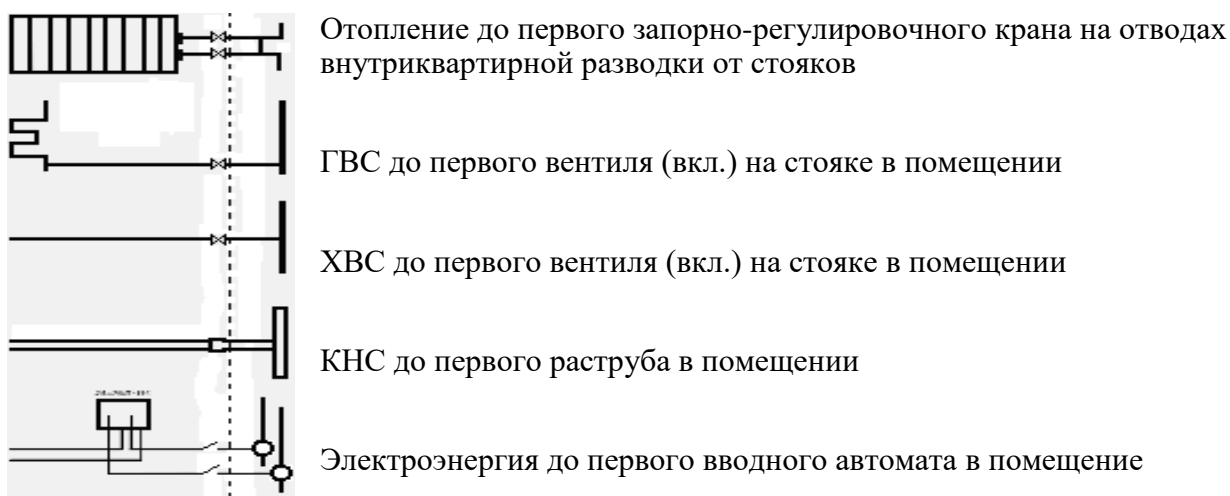 Отопление до первого запорно-регулировочного крана на отводах
внутриквартирной разводки от стояков
ГВС до первого вентиля (вкл.) на стояке в помещении
ХВС до первого вентиля (вкл.) на стояке в помещении
КНС до первого раструба в помещении
Электроэнергия до первого вводного автомата в помещение